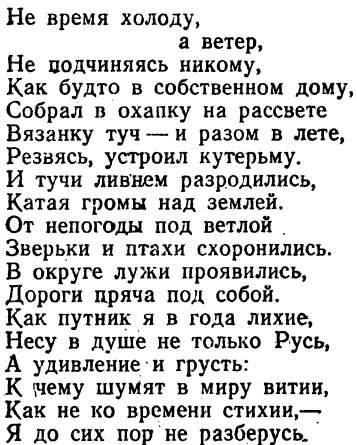 Не время холоду,
а ветер,
Не подчиняясь никому,
Как будто в собственном дому,
Собрал в охапку на рассвете
Вязанку туч — и разом в лете,
Резвясь, устроил кутерьму.
И тучи ливнем разродились,
Катая громы над землей.
От непогоды под ветлой
Зверьки и птахи схоронились.
В округе лужи проявились,
Дороги пряча под собой.
Как путник я в года лихие,
Несу в душе не только Русь,
А удивление и грусть:
К чему шумят в миру витии,
Как не ко времени стихии,—
Я до сих пор не разберусь.